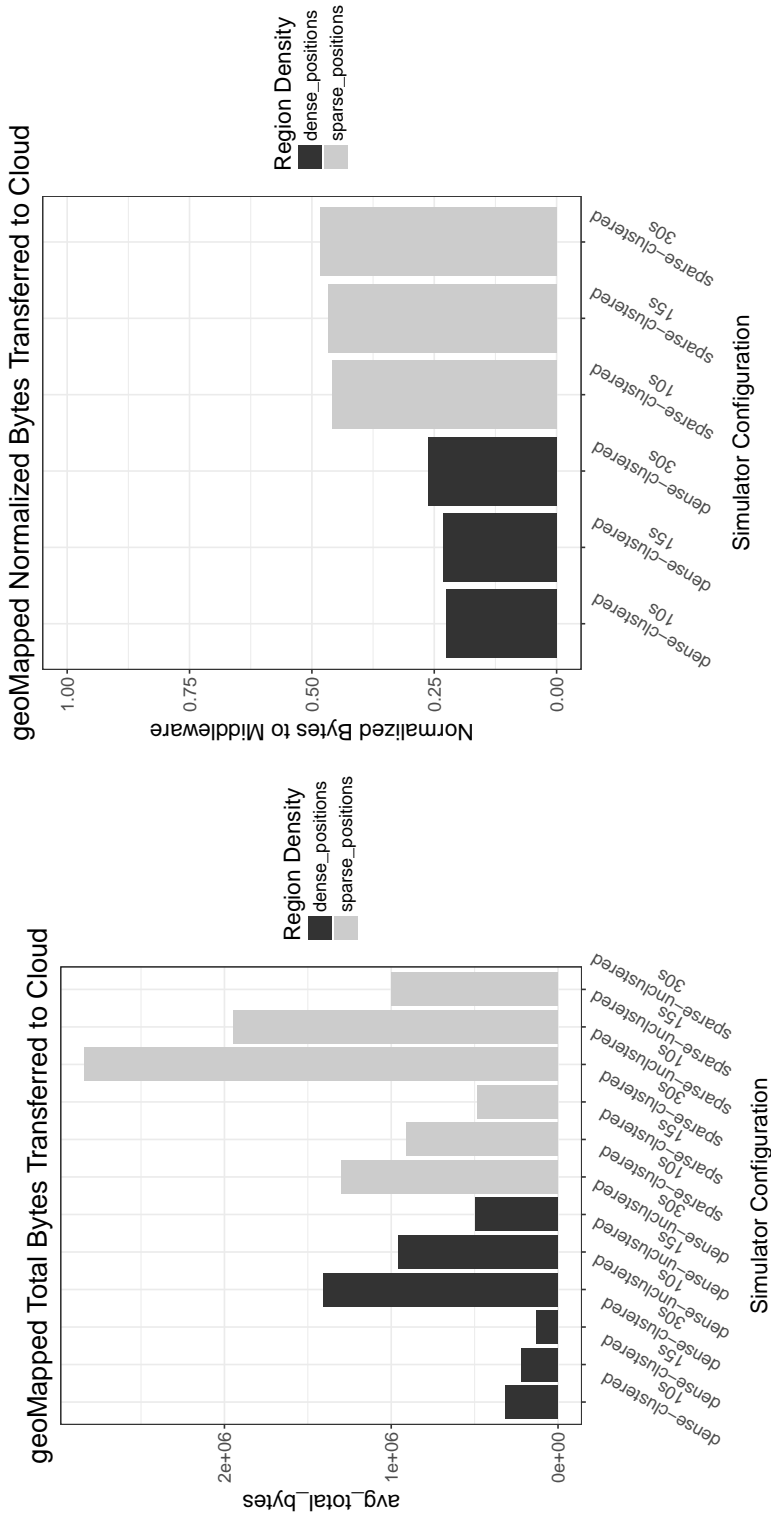 geoMapped Total Bytes Transferred to Cloud
avg_total_bytes
2e+06
1e+06
0e+00
dense−clustered
10s
dense−clustered
15s
dense−clustered
30s
dense−unclustered
10s
dense−unclustered
15s
dense−unclustered
30s
sparse−clustered
10s
sparse−clustered
15s
sparse−clustered
30s
sparse−unclustered
10s
sparse−unclustered
15s
sparse−unclustered
30s
Simulator Configuration
Region Density
dense_positions
sparse_positions
geoMapped Normalized Bytes Transferred to Cloud
Normalized Bytes to Middleware
1.00
0.75
0.50
0.25
0.00
dense−clustered
10s
dense−clustered
15s
dense−clustered
30s
sparse−clustered
10s
sparse−clustered
15s
sparse−clustered
30s
Simulator Configuration
Region Density
dense_positions
sparse_positions